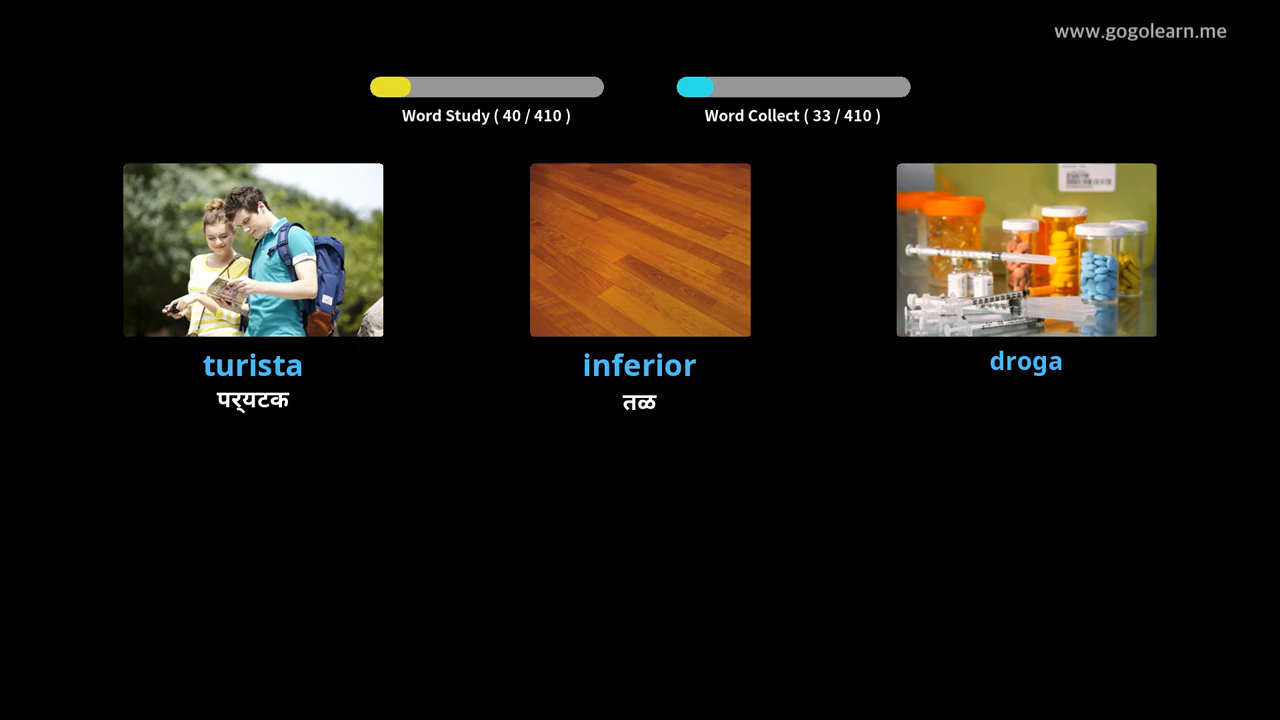 www.gogolearn.me
Word Study ( 40 / 410 )
Word Collect ( 33 / 410 )
turista
inferior
droga
पर्‌यटक
तळ